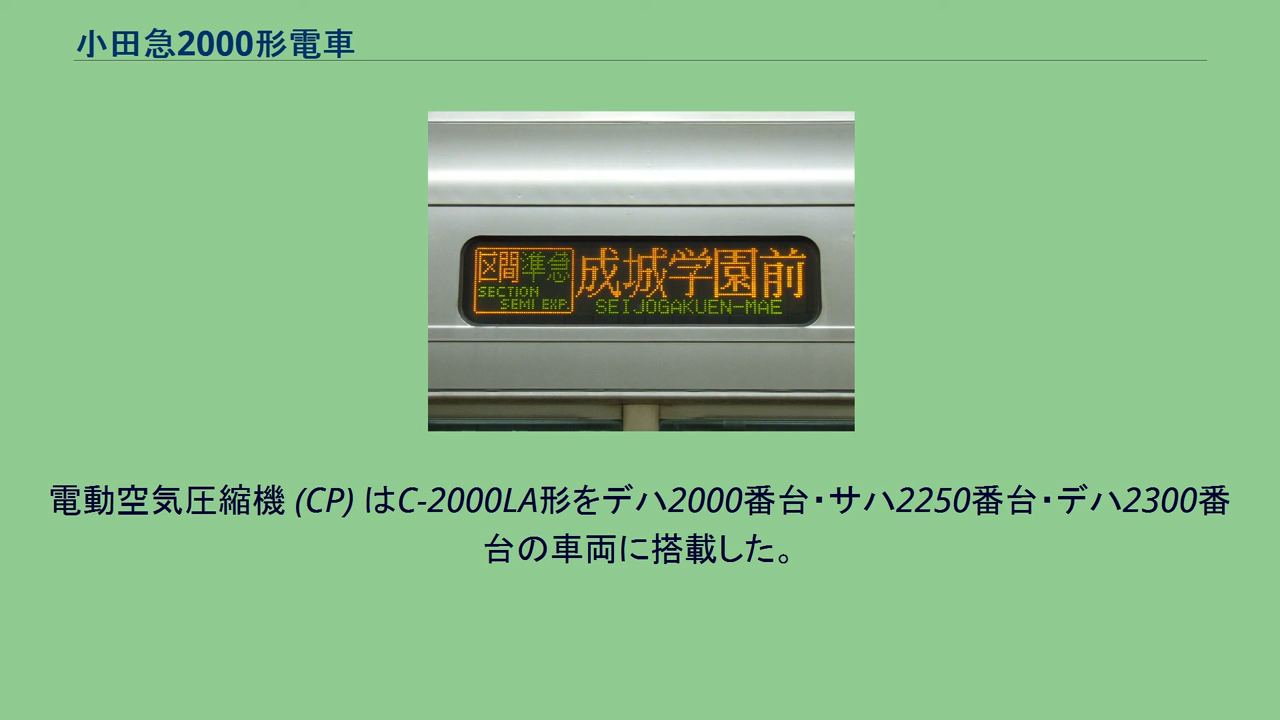 小田急2000形電車
区間準急 成城学園前
SECTION
SEMI EXP. SEIJOGAKUEN-MAE
電動空気圧縮機 (CP) はC-2000LA形をデハ2000番台・サハ2250番台・デハ2300番
台の車両に搭載した。